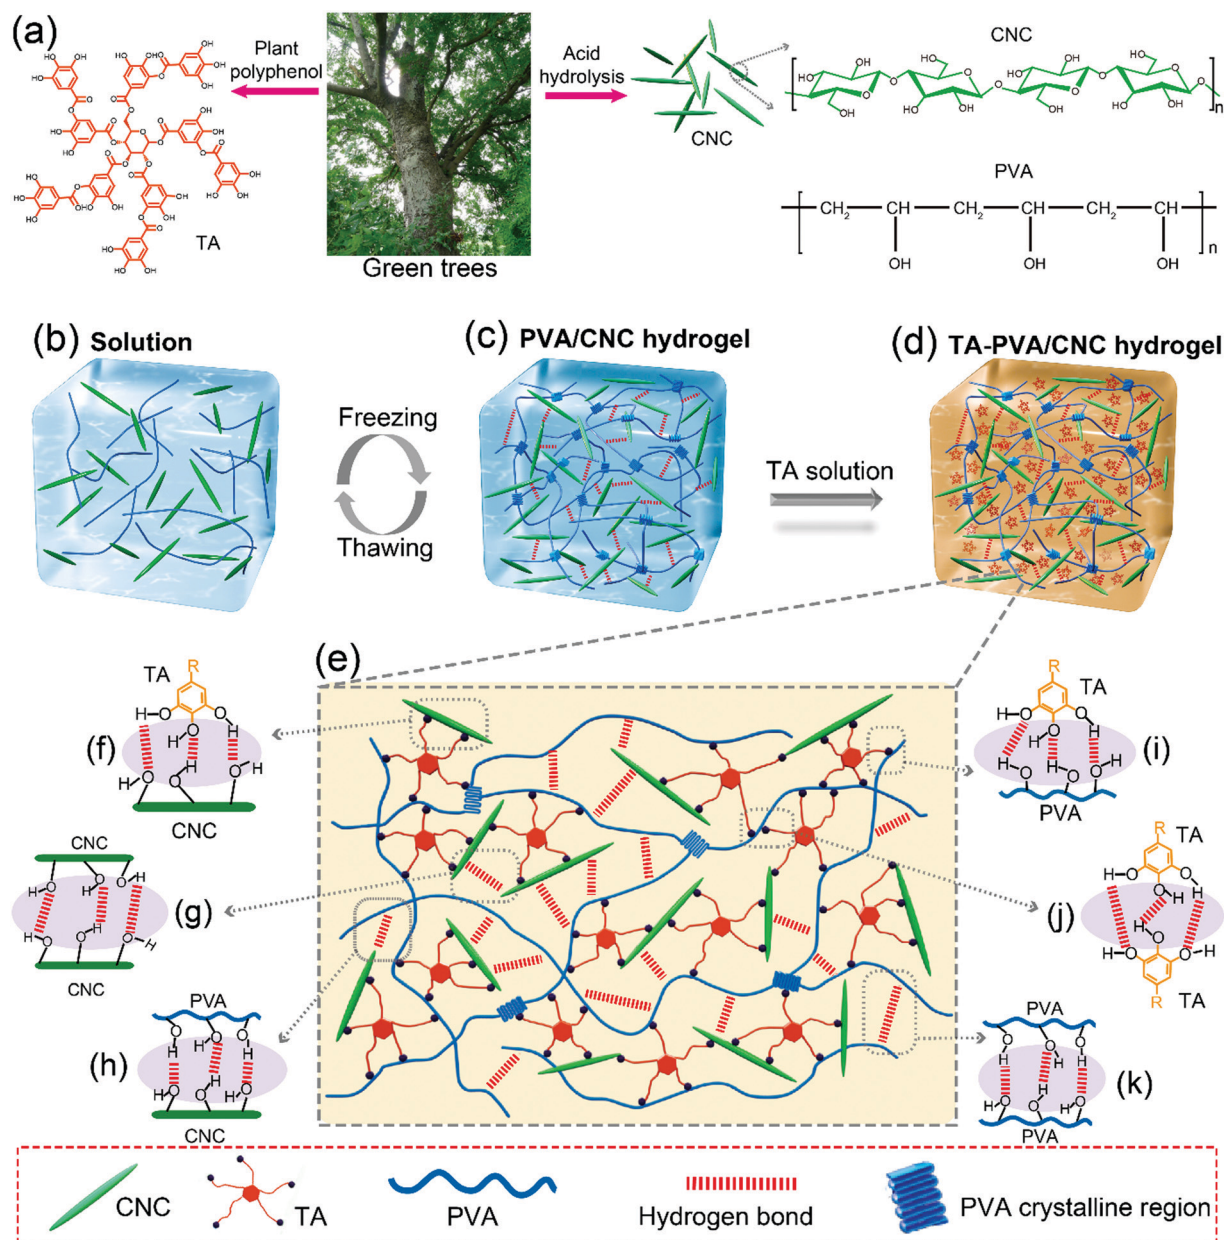 (a)
Plant
polyphenol
Acid
hydrolysis
CNC
CNC
n
PVA
CH2
CH
CH2
CH
CH2
CH
OH
OH
OH
n
TA
Green trees
(b) Solution
(c) PVA/CNC hydrogel
(d) TA-PVA/CNC hydrogel
Freezing
Thawing
TA solution
(e)
TA
R
(f)
CNC
CNC
(g)
CNC
PVA
(h)
CNC
R
TA
(i)
PVA
R
TA
(j)
R
TA
PVA
(k)
PVA
CNC
TA
PVA
Hydrogen bond
PVA crystalline region